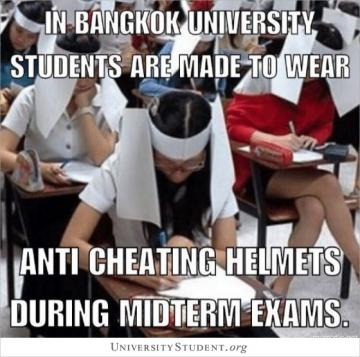 IN BANGKOK UNIVERSITY
STUDENTS ARE MADE TO WEAR
ANTI CHEATING HELMETS
DURING MIDTERM EXAMS.
UNIVERSITYSTUDENT.org